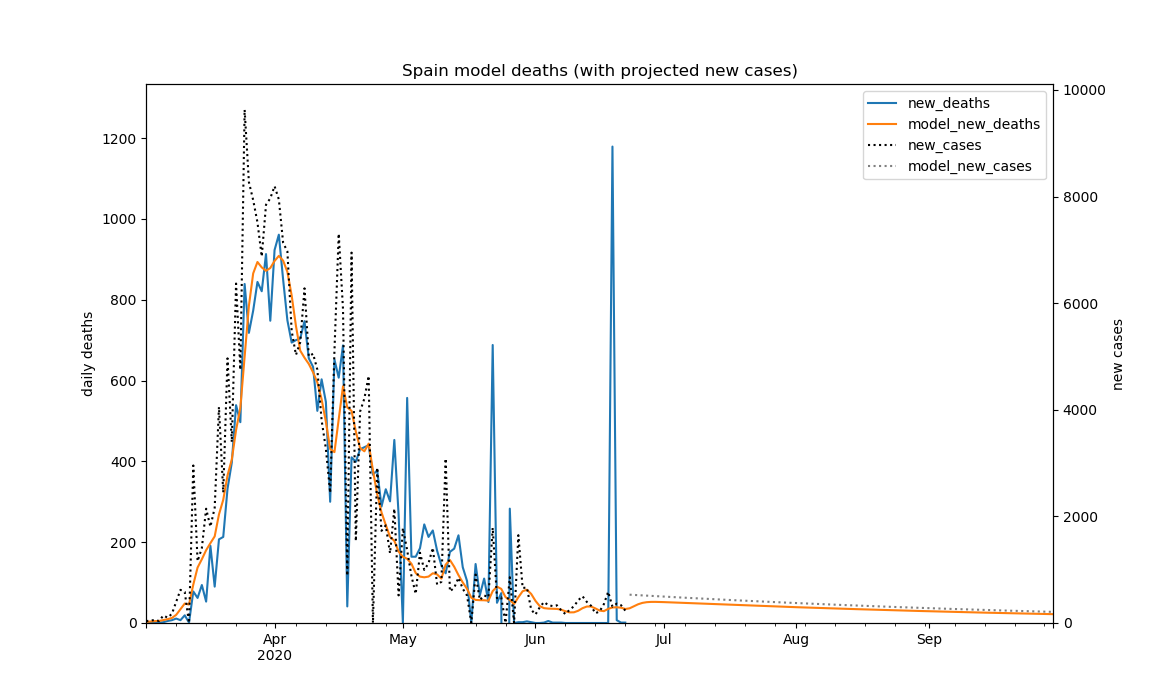 Spain model deaths (with projected new cases)
new_deaths
model_new_deaths
new_cases
model_new_cases
daily deaths
new cases
1200
1000
800
600
400
200
0
10000
8000
6000
4000
2000
0
Apr
2020
May
Jun
Jul
Aug
Sep